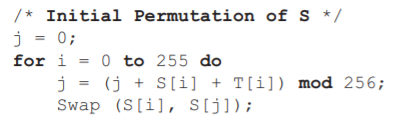 /* Initial Permutation of S */
j = 0;
for i = 0 to 255 do
j = (j + S[i] + T[i]) mod 256;
Swap (S[i], S[j]);